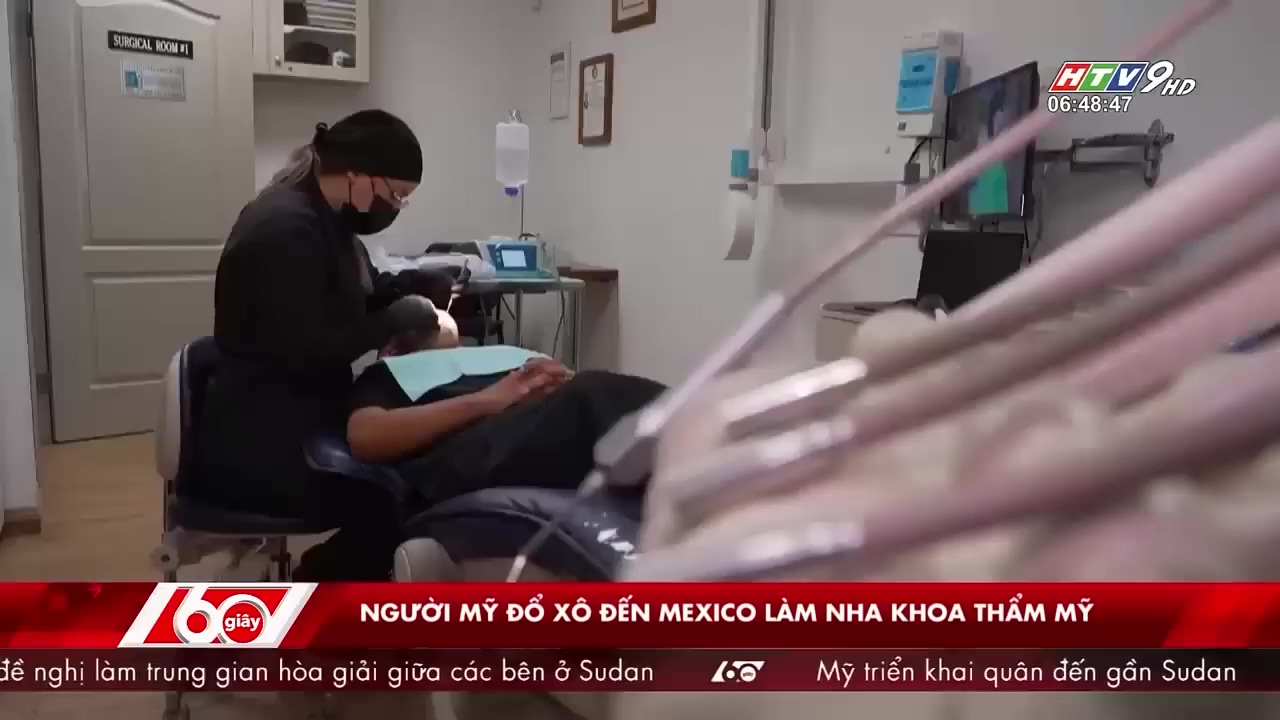 SURGICAL ROOM #1
HTV9 HD
06:48:47
60 giây
NGƯỜI MỸ ĐỔ XÔ ĐẾN MEXICO LÀM NHA KHOA THẨM MỸ
đề nghị làm trung gian hòa giải giữa các bên ở Sudan 60 Mỹ triển khai quân đến gần Sudan